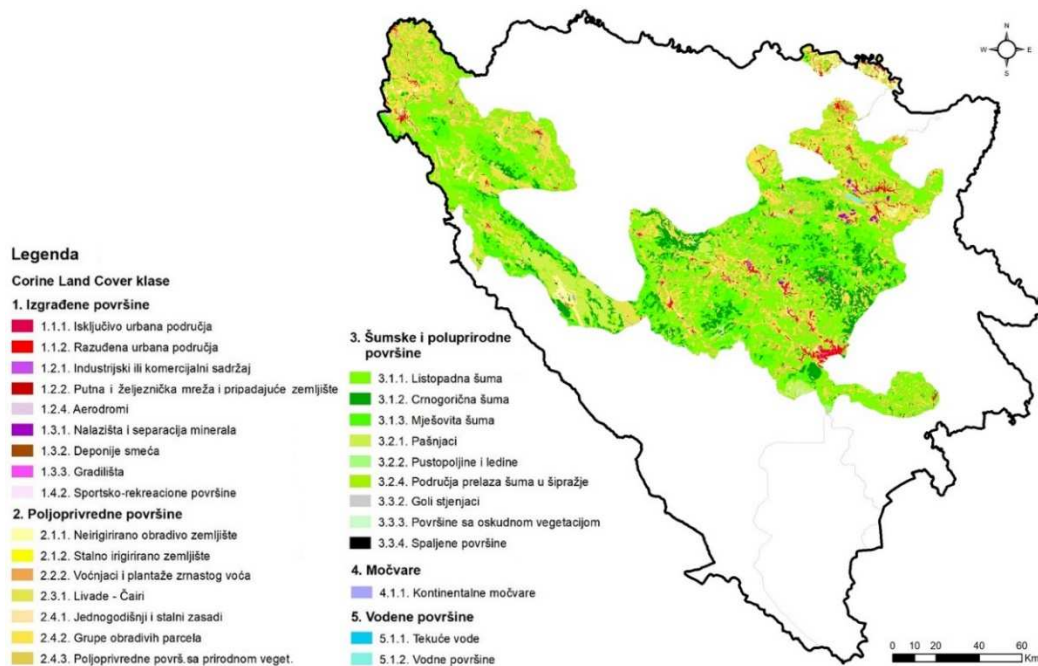 N
W E
S
Legenda
Corine Land Cover klase
1. Izgrađene površine
1.1.1. Isključivo urbana područja
1.1.2. Razuđena urbana područja
1.2.1. Industrijski ili komercijalni sadržaj
1.2.2. Putna i željeznička mreža i pripadajuće zemljište
1.2.4. Aerodromi
1.3.1. Nalazišta i separacija minerala
1.3.2. Deponije smeća
1.3.3. Gradilišta
1.4.2. Sportsko-rekreacione površine
2. Poljoprivredne površine
2.1.1. Neirigirirano obradivo zemljište
2.1.2. Stalno irigirirano zemljište
2.2.2. Voćnjaci i plantaže zrnastog voća
2.3.1. Livade - Čairi
2.4.1. Jednogodišnji i stalni zasadi
2.4.2. Grupe obradivih parcela
2.4.3. Poljoprivredne površ.sa prirodnom veget.
3. Šumske i poluprirodne
površine
3.1.1. Listopadna šuma
3.1.2. Crnogorična šuma
3.1.3. Mješovita šuma
3.2.1. Pašnjaci
3.2.2. Pustopoljine i ledine
3.2.4. Područja prelaza šuma u šipražje
3.3.2. Goli stjenjaci
3.3.3. Površine sa oskudnom vegetacijom
3.3.4. Spaljene površine
4. Močvare
4.1.1. Kontinentalne močvare
5. Vodene površine
5.1.1. Tekuće vode
5.1.2. Vodne površine
0 10 20 40 60
Km